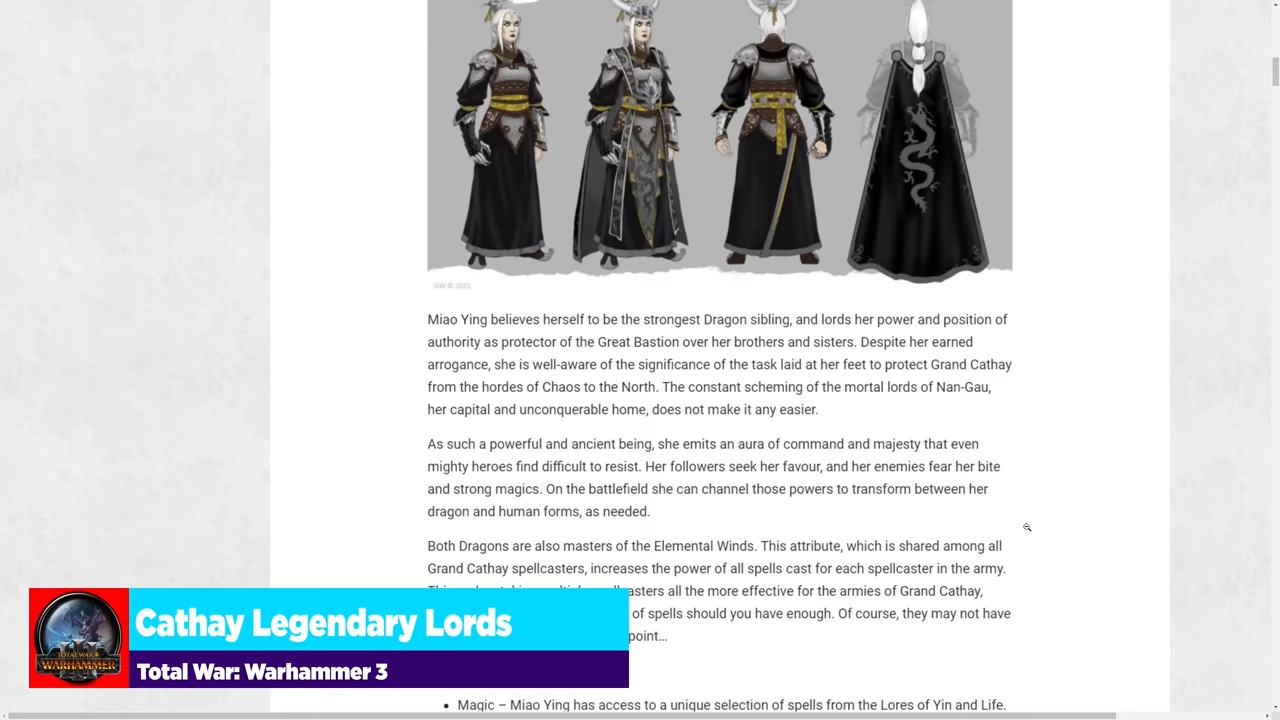 GW © 2021
Miao Ying believes herself to be the strongest Dragon sibling, and lords her power and position of
authority as protector of the Great Bastion over her brothers and sisters. Despite her earned
arrogance, she is well-aware of the significance of the task laid at her feet to protect Grand Cathay
from the hordes of Chaos to the North. The constant scheming of the mortal lords of Nan-Gau,
her capital and unconquerable home, does not make it any easier.
As such a powerful and ancient being, she emits an aura of command and majesty that even
mighty heroes find difficult to resist. Her followers seek her favour, and her enemies fear her bite
and strong magics. On the battlefield she can channel those powers to transform between her
dragon and human forms, as needed.
Both Dragons are also masters of the Elemental Winds. This attribute, which is shared among all
Grand Cathay spellcasters, increases the power of all spells cast for each spellcaster in the army.
all the more effective for the armies of Grand Cathay,
of spells should you have enough. Of course, they may not have
point…
Cathay Legendary Lords
TOTAL WAR
WARHAMMER
Total War: Warhammer 3
• Magic – Miao Ying has access to a unique selection of spells from the Lores of Yin and Life.